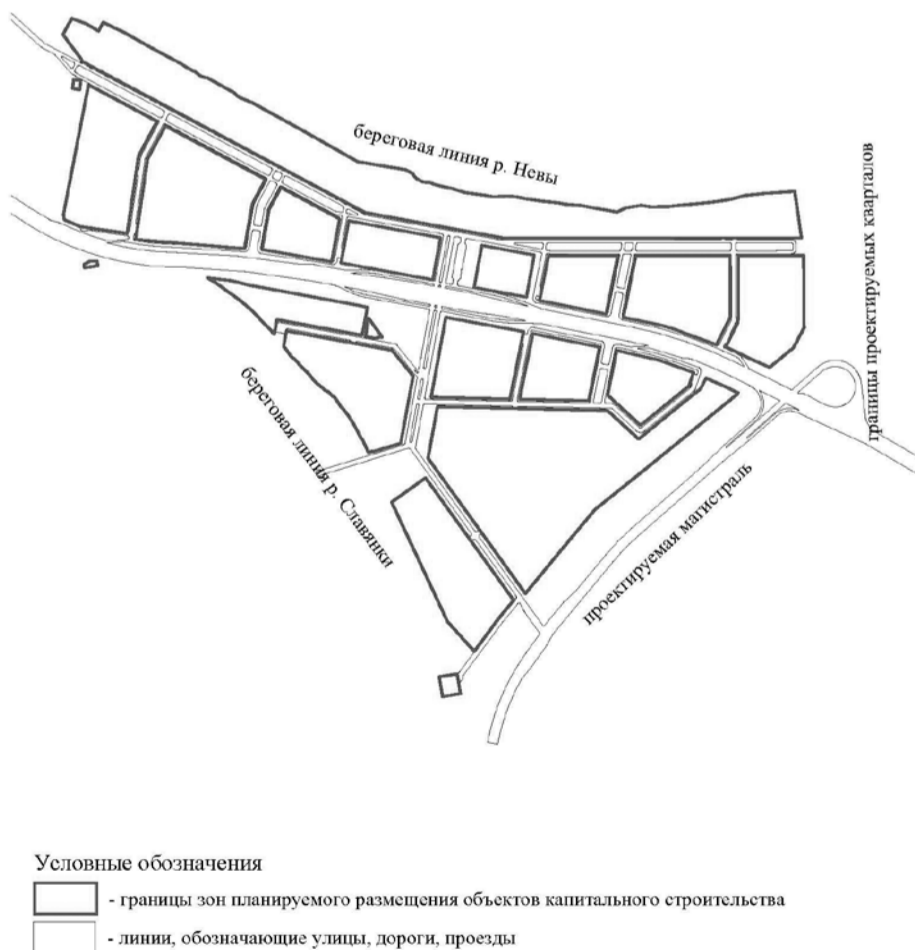 береговая линия р. Невы
границы проектируемых кварталов
береговая линия р. Славянки
проектируемая магистраль
Условные обозначения
- границы зон планируемого размещения объектов капитального строительства
- линии, обозначающие улицы, дороги, проезды